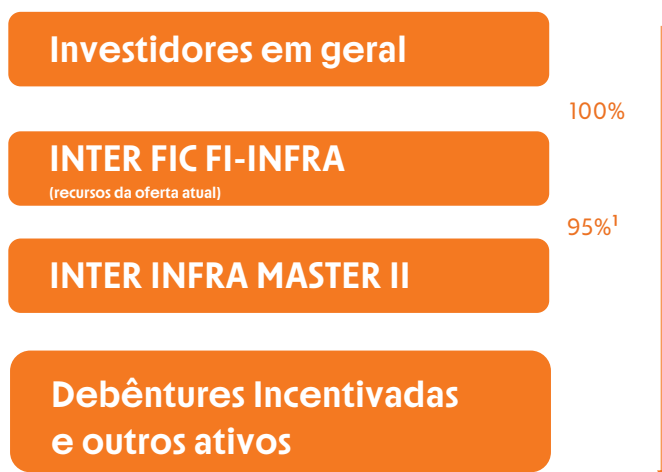 Investidores em geral
100%
INTER FIC FI-INFRA
(recursos da oferta atual)
95%¹
INTER INFRA MASTER II
Debêntures Incentivadas
e outros ativos